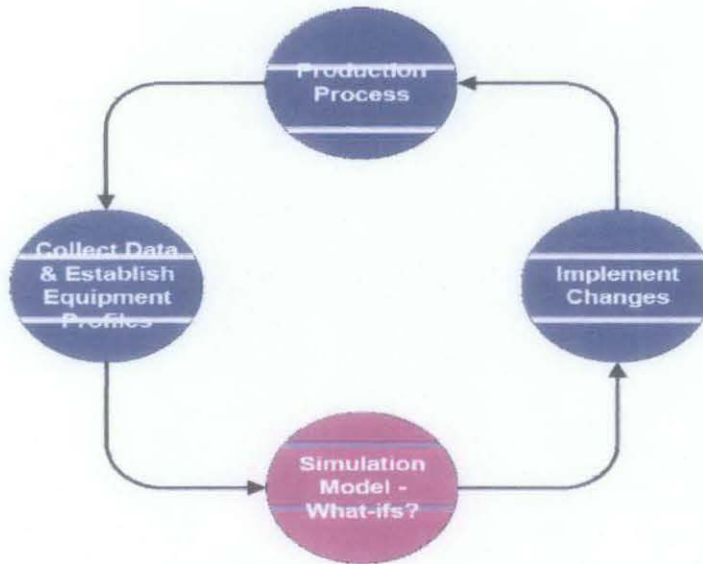 Production
Process
Collect Data
& Establish
Equipment
Profiles
Implement
Changes
Simulation
Model -
What-ifs?